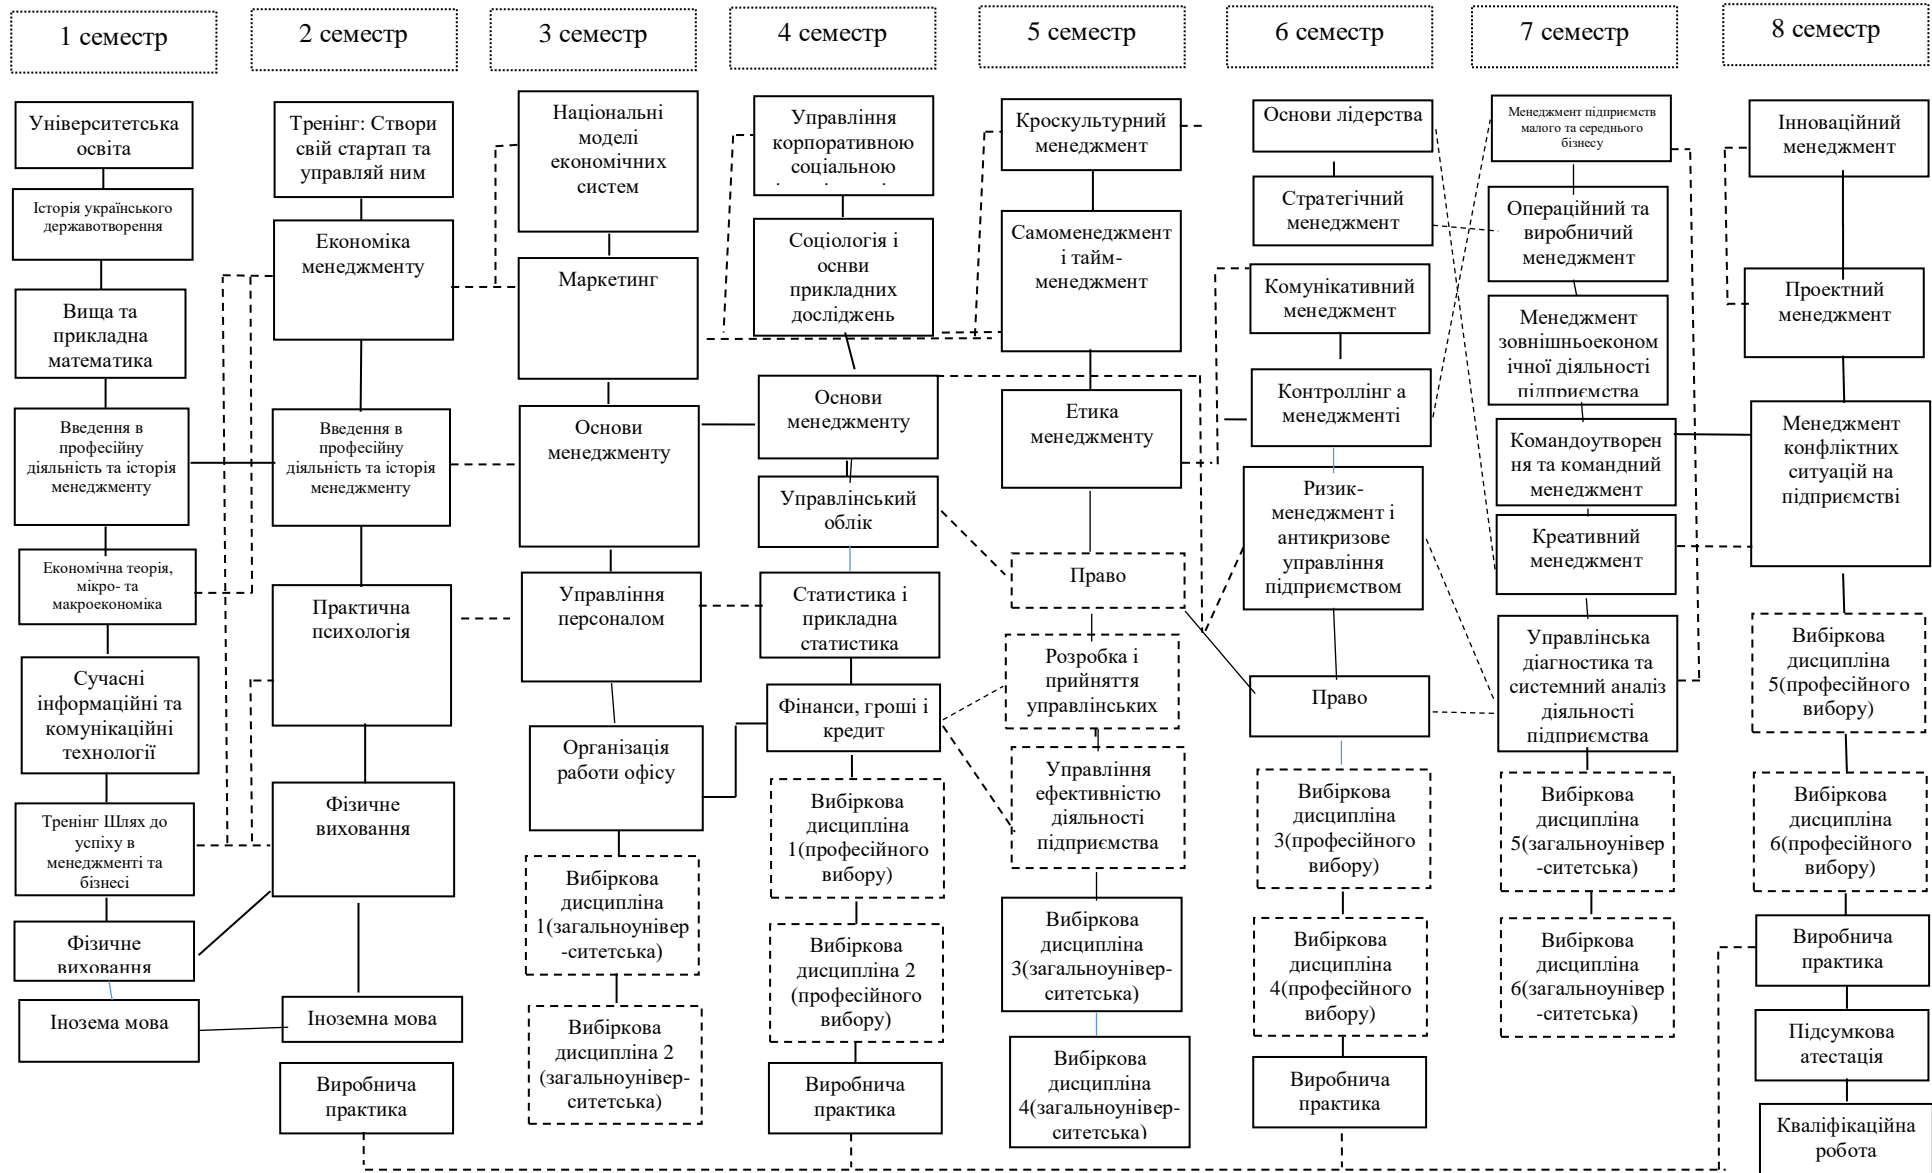 1 семестр
2 семестр
3 семестр
4 семестр
5 семестр
6 семестр
7 семестр
8 семестр
Університетська
освіта
Історія українського
державотворення
Вища та
прикладна
математика
Введення в
професійну
діяльність та історія
менеджменту
Економічна теорія,
мікро- та
макроекономіка
Сучасні
інформаційні та
комунікаційні
технології
Тренінг Шлях до
успіху в
менеджменті та
бізнесі
Фізичне
виховання
Інозема мова
Тренінг: Створи
свій стартап та
управляй ним
Економіка
менеджменту
Введення в
професійну
діяльність та історія
менеджменту
Практична
психологія
Фізичне
виховання
Іноземна мова
Виробнича
практика
Національні
моделі
економічних
систем
Маркетинг
Основи
менеджменту
Управління
персоналом
Організація
работи офісу
Вибіркова
дисципліна
1(загальноунівер
-ситетська)
Вибіркова
дисципліна 2
(загальноунівер-
ситетська)
Управління
корпоративною
соціальною
Соціологія і
оснви
прикладних
досліджень
Основи
менеджменту
Управлінський
облік
Статистика і
прикладна
статистика
Фінанси, гроші і
кредит
Вибіркова
дисципліна
1(професійного
вибору)
Вибіркова
дисципліна 2
(професійного
вибору)
Виробнича
практика
Кроскультурний
менеджмент
Самоменеджмент
і тайм-
менеджмент
Етика
менеджменту
Право
Розробка і
прийняття
управлінських
Управління
ефективністю
діяльності
підприємства
Вибіркова
дисципліна
3(загальноунівер-
ситетська)
Вибіркова
дисципліна
4(загальноунівер-
ситетська)
Основи лідерства
Стратегічний
менеджмент
Комунікативний
менеджмент
Контроллінг а
менеджменті
Ризик-
менеджмент і
антикризове
управління
підприємством
Право
Вибіркова
дисципліна
3(професійного
вибору)
Вибіркова
дисципліна
4(професійного
вибору)
Виробнича
практика
Менеджмент підприємств
малого та середнього
бізнесу
Операційний та
виробничий
менеджмент
Менеджмент
зовнішньоеконом
ічної діяльності
підприємства
Командоутворен
ня та командний
менеджмент
Креативний
менеджмент
Управлінська
діагностика та
системний аналіз
діяльності
підприємства
Вибіркова
дисципліна
5(загальноунівер
-ситетська)
Вибіркова
дисципліна
6(загальноунівер
-ситетська)
Інноваційний
менеджмент
Проектний
менеджмент
Менеджмент
конфліктних
ситуацій на
підприємстві
Вибіркова
дисципліна
5(професійного
вибору)
Вибіркова
дисципліна
6(професійного
вибору)
Виробнича
практика
Підсумкова
атестація
Кваліфікаційна
робота